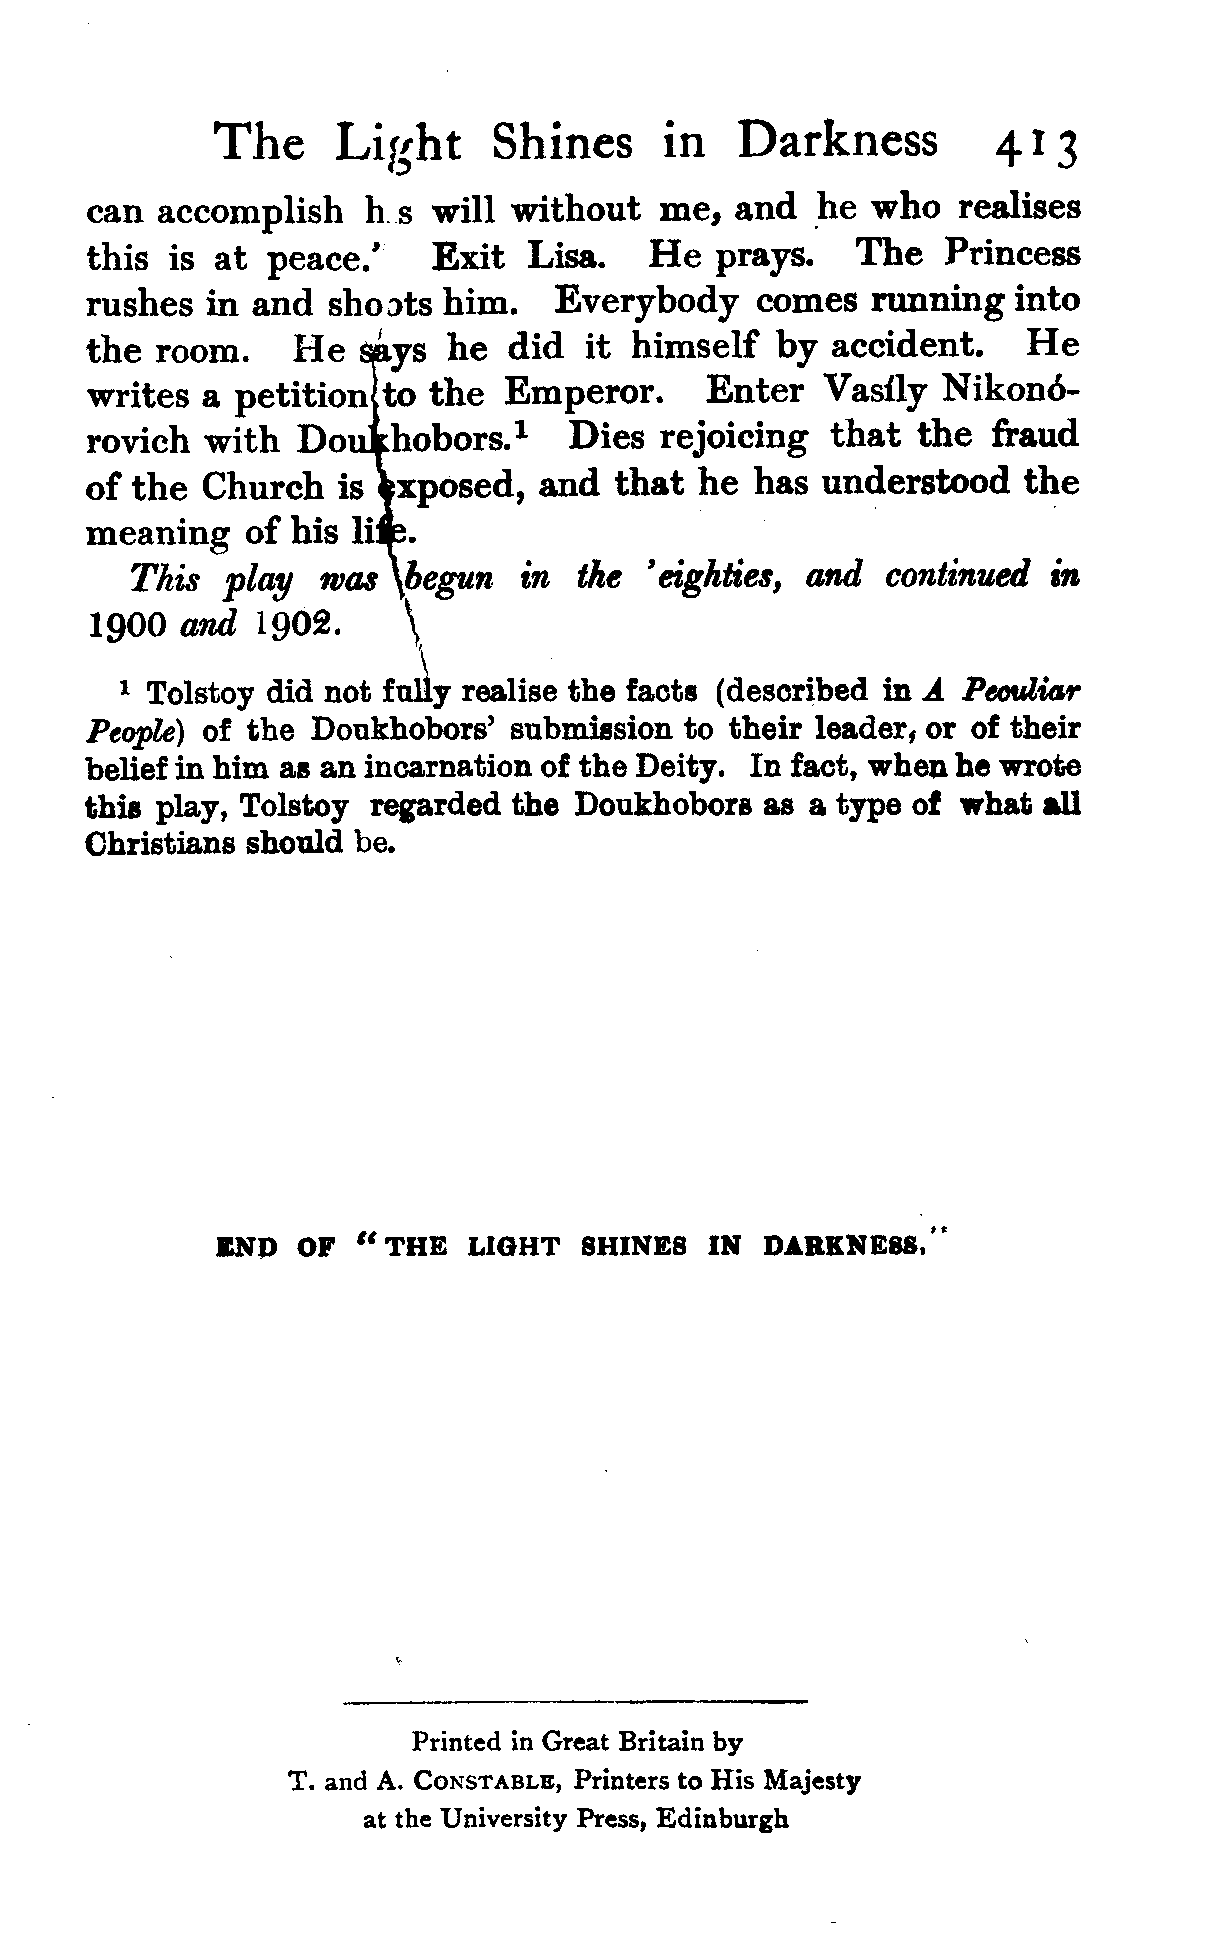 The Light Shines in Darkness 413
can accomplish h.s will without me, and he who realises
this is at peace.' Exit Lisa. He prays. The Princess
rushes in and shoots him. Everybody comes running into
the room. He says he did it himself by accident. He
writes a petition to the Emperor. Enter Vasíly Nikonó-
rovich with Doukhobors.¹ Dies rejoicing that the fraud
of the Church is exposed, and that he has understood the
meaning of his life.
This play was begun in the 'eighties, and continued in
1900 and 1902.
¹ Tolstoy did not fully realise the facts (described in A Peculiar
People) of the Doukhobors' submission to their leader, or of their
belief in him as an incarnation of the Deity. In fact, when he wrote
this play, Tolstoy regarded the Doukhobors as a type of what all
Christians should be.
END OF "THE LIGHT SHINES IN DARKNESS."
Printed in Great Britain by
T. and A. CONSTABLE, Printers to His Majesty
at the University Press, Edinburgh